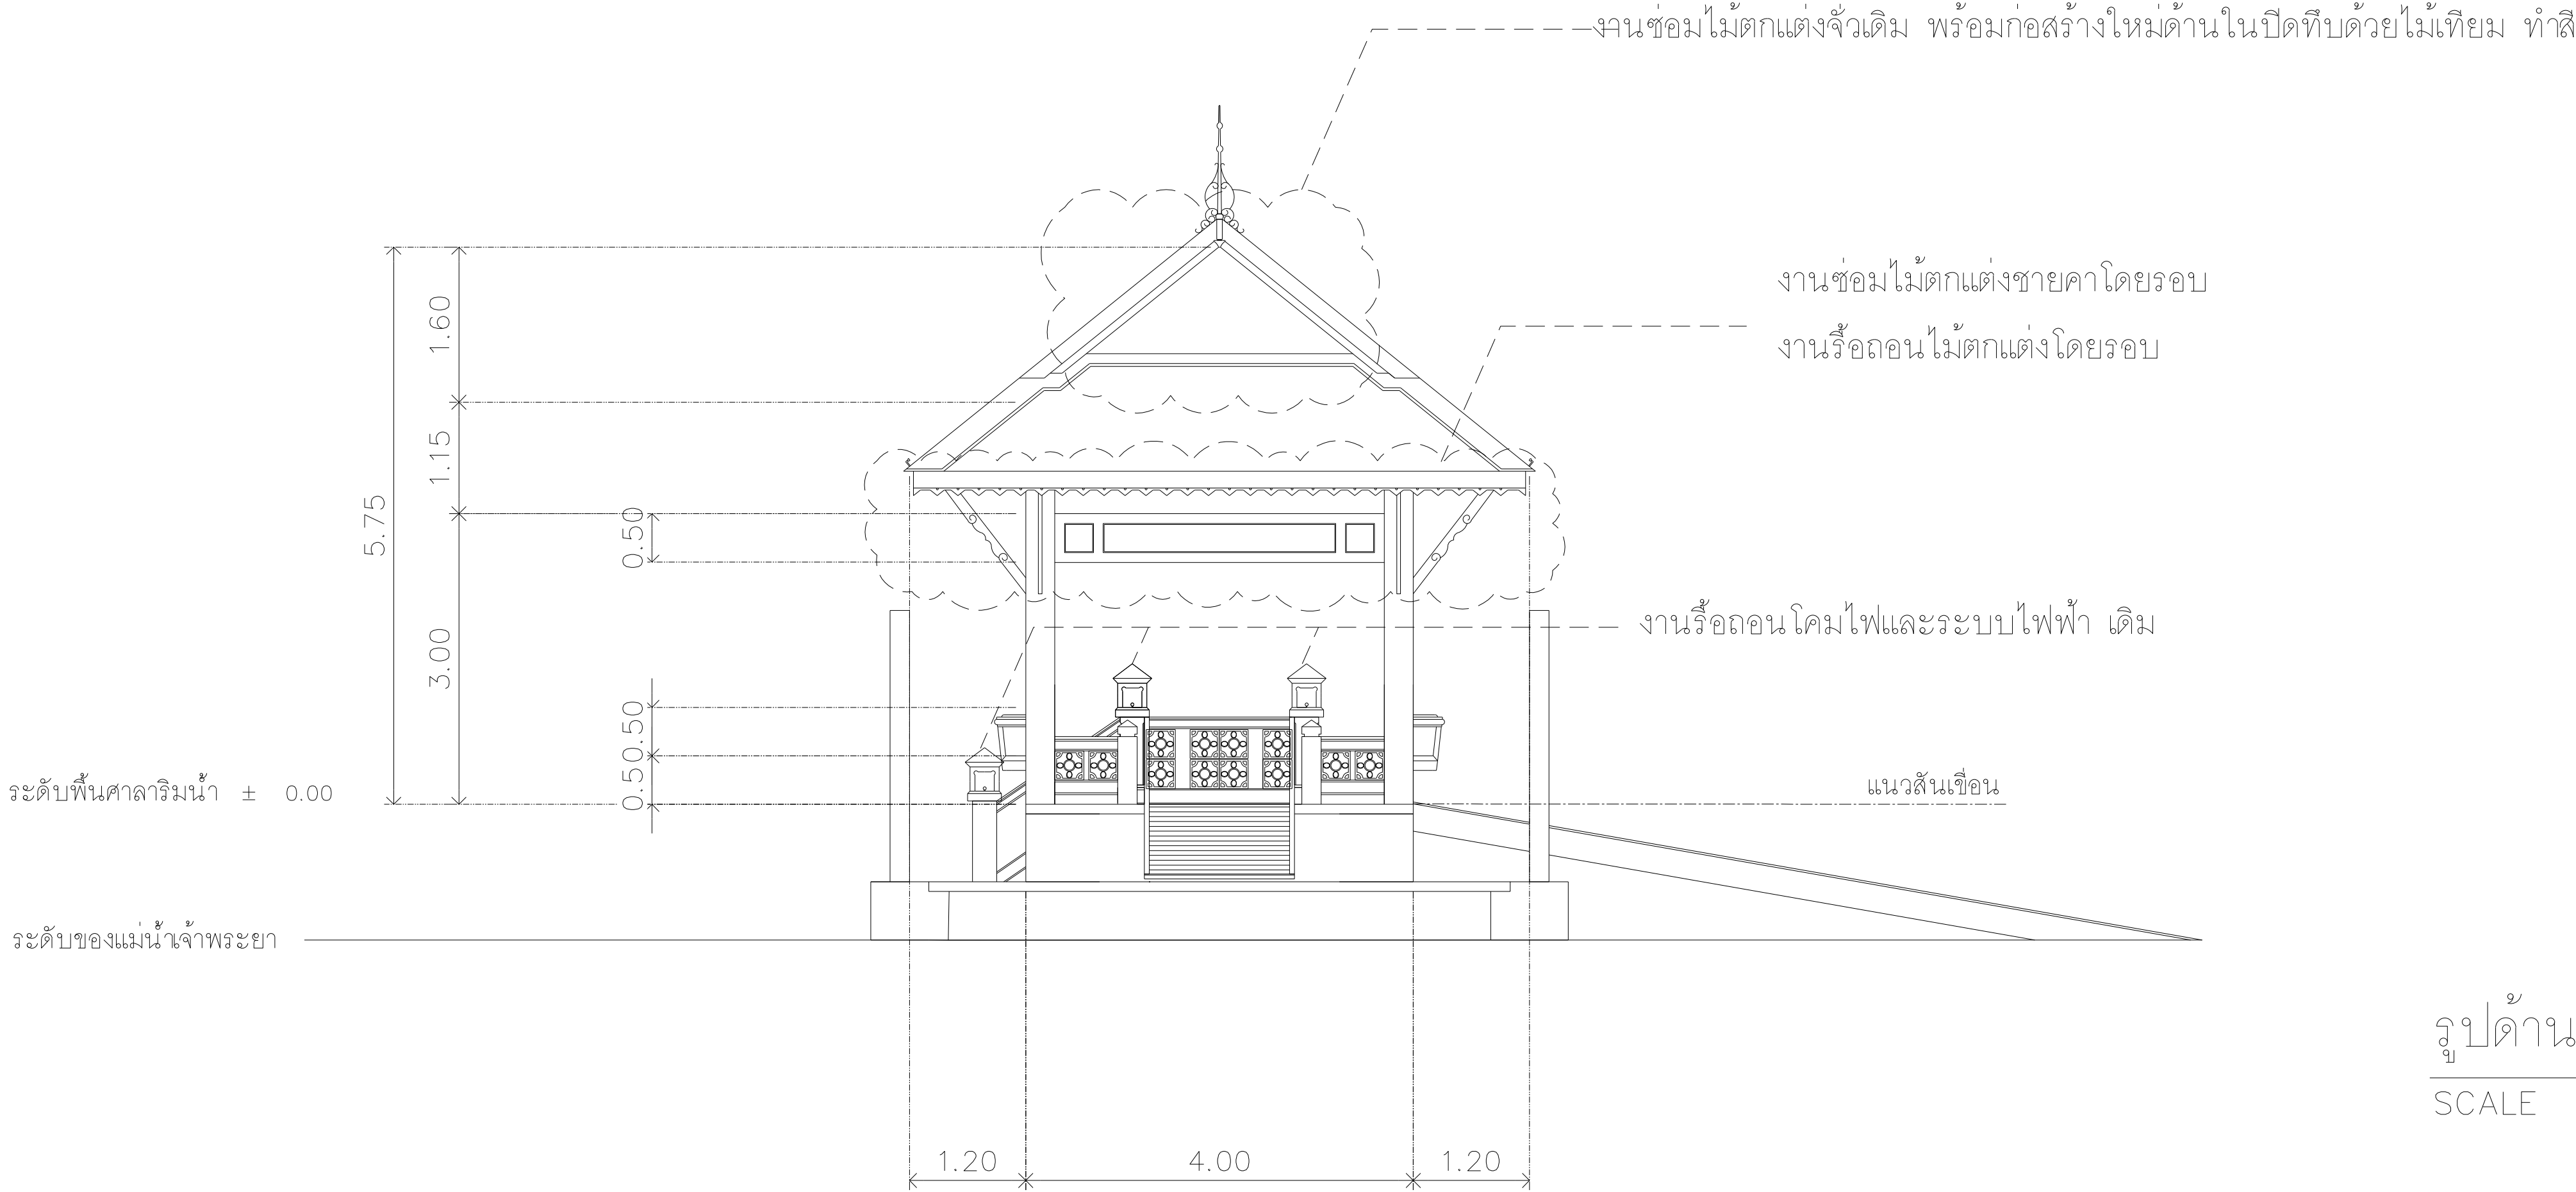 งานซ่อมไม้ตกแต่งจั่วเดิม พร้อมก่อสร้างใหม่ด้านในปิดทึบด้วยไม้เทียม ทำสี
งานซ่อมไม้ตกแต่งชายคาโดยรอบ
งานรื้อถอนไม้ตกแต่งโดยรอบ
1.60
1.15
5.75
0.50
3.00
งานรื้อถอนโคมไฟและระบบไฟฟ้า เดิม
0.50
0.50
ระดับพื้นศาลาริมน้ำ ± 0.00
แนวสันเขื่อน
ระดับของแม่น้ำเจ้าพระยา
รูปด้าน
SCALE
1.20
4.00
1.20